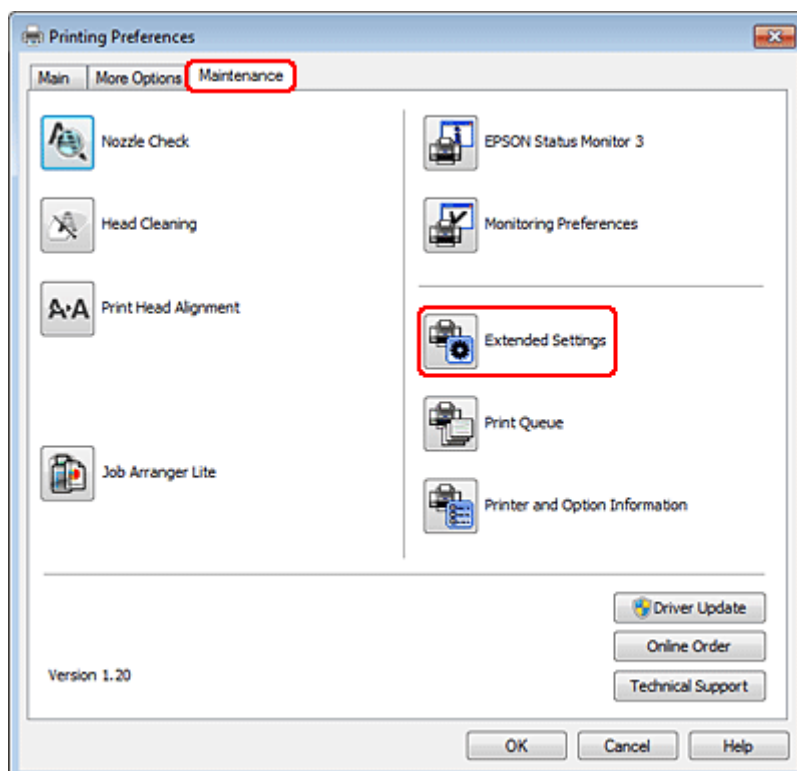 Printing Preferences
Main
More Options
Maintenance
Nozzle Check
Head Cleaning
A·A
Print Head Alignment
Job Arranger Lite
EPSON Status Monitor 3
Monitoring Preferences
Extended Settings
Print Queue
Printer and Option Information
Driver Update
Online Order
Technical Support
Version 1.20
OK
Cancel
Help